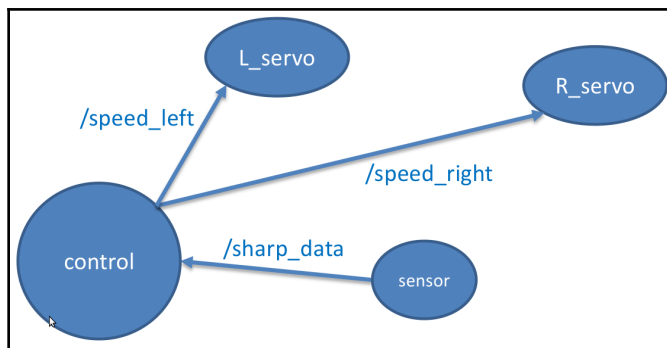 L_servo
R_servo
/speed_left
/speed_right
/sharp_data
control
sensor